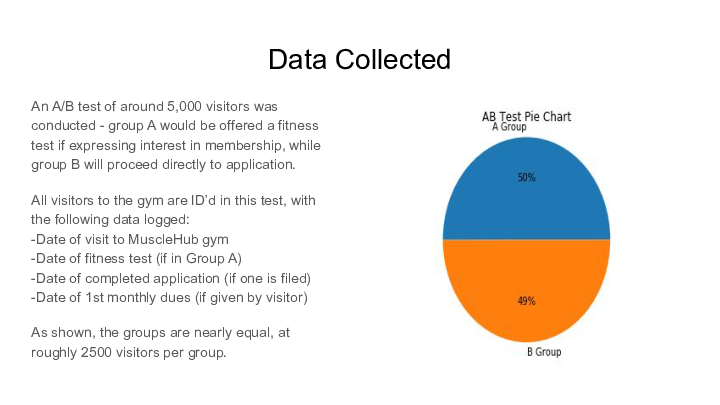 Data Collected
An A/B test of around 5,000 visitors was
conducted - group A would be offered a fitness
test if expressing interest in membership, while
group B will proceed directly to application.
All visitors to the gym are ID’d in this test, with
the following data logged:
-Date of visit to MuscleHub gym
-Date of fitness test (if in Group A)
-Date of completed application (if one is filed)
-Date of 1st monthly dues (if given by visitor)
As shown, the groups are nearly equal, at
roughly 2500 visitors per group.
AB Test Pie Chart
A Group
50%
49%
B Group